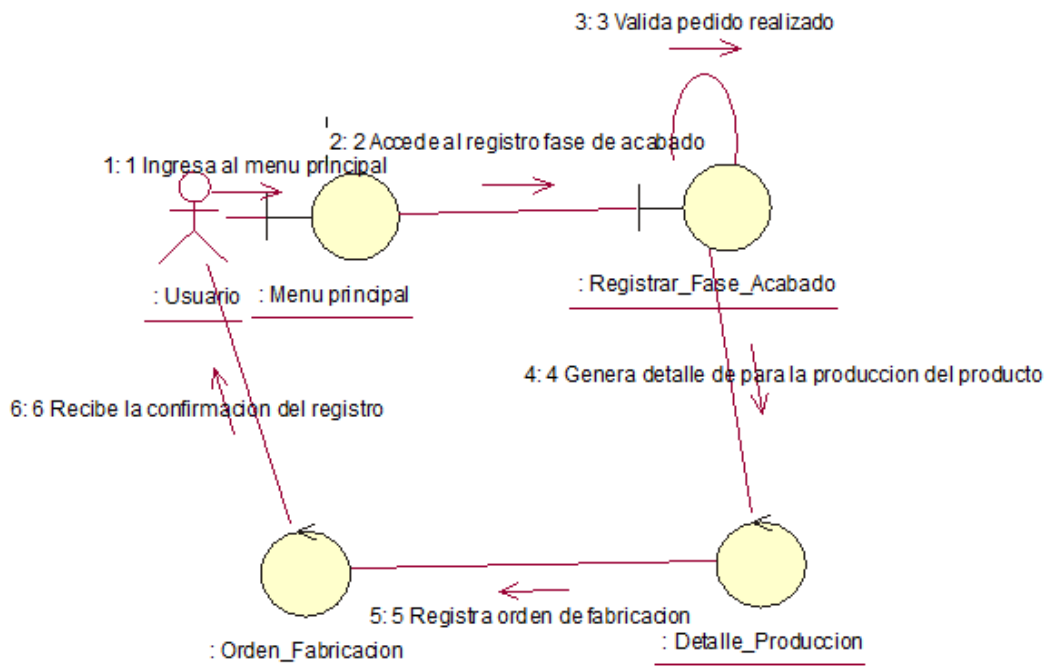 3: 3 Valida pedido realizado
2: 2 Accede al registro fase de acabado
1: 1 Ingresa al menu principal
: Usuario
: Menu principal
: Registrar_Fase_Acabado
4: 4 Genera detalle de para la produccion del producto
6: 6 Recibe la confirmacion del registro
5: 5 Registra orden de fabricacion
: Orden_Fabricacion
: Detalle_Produccion